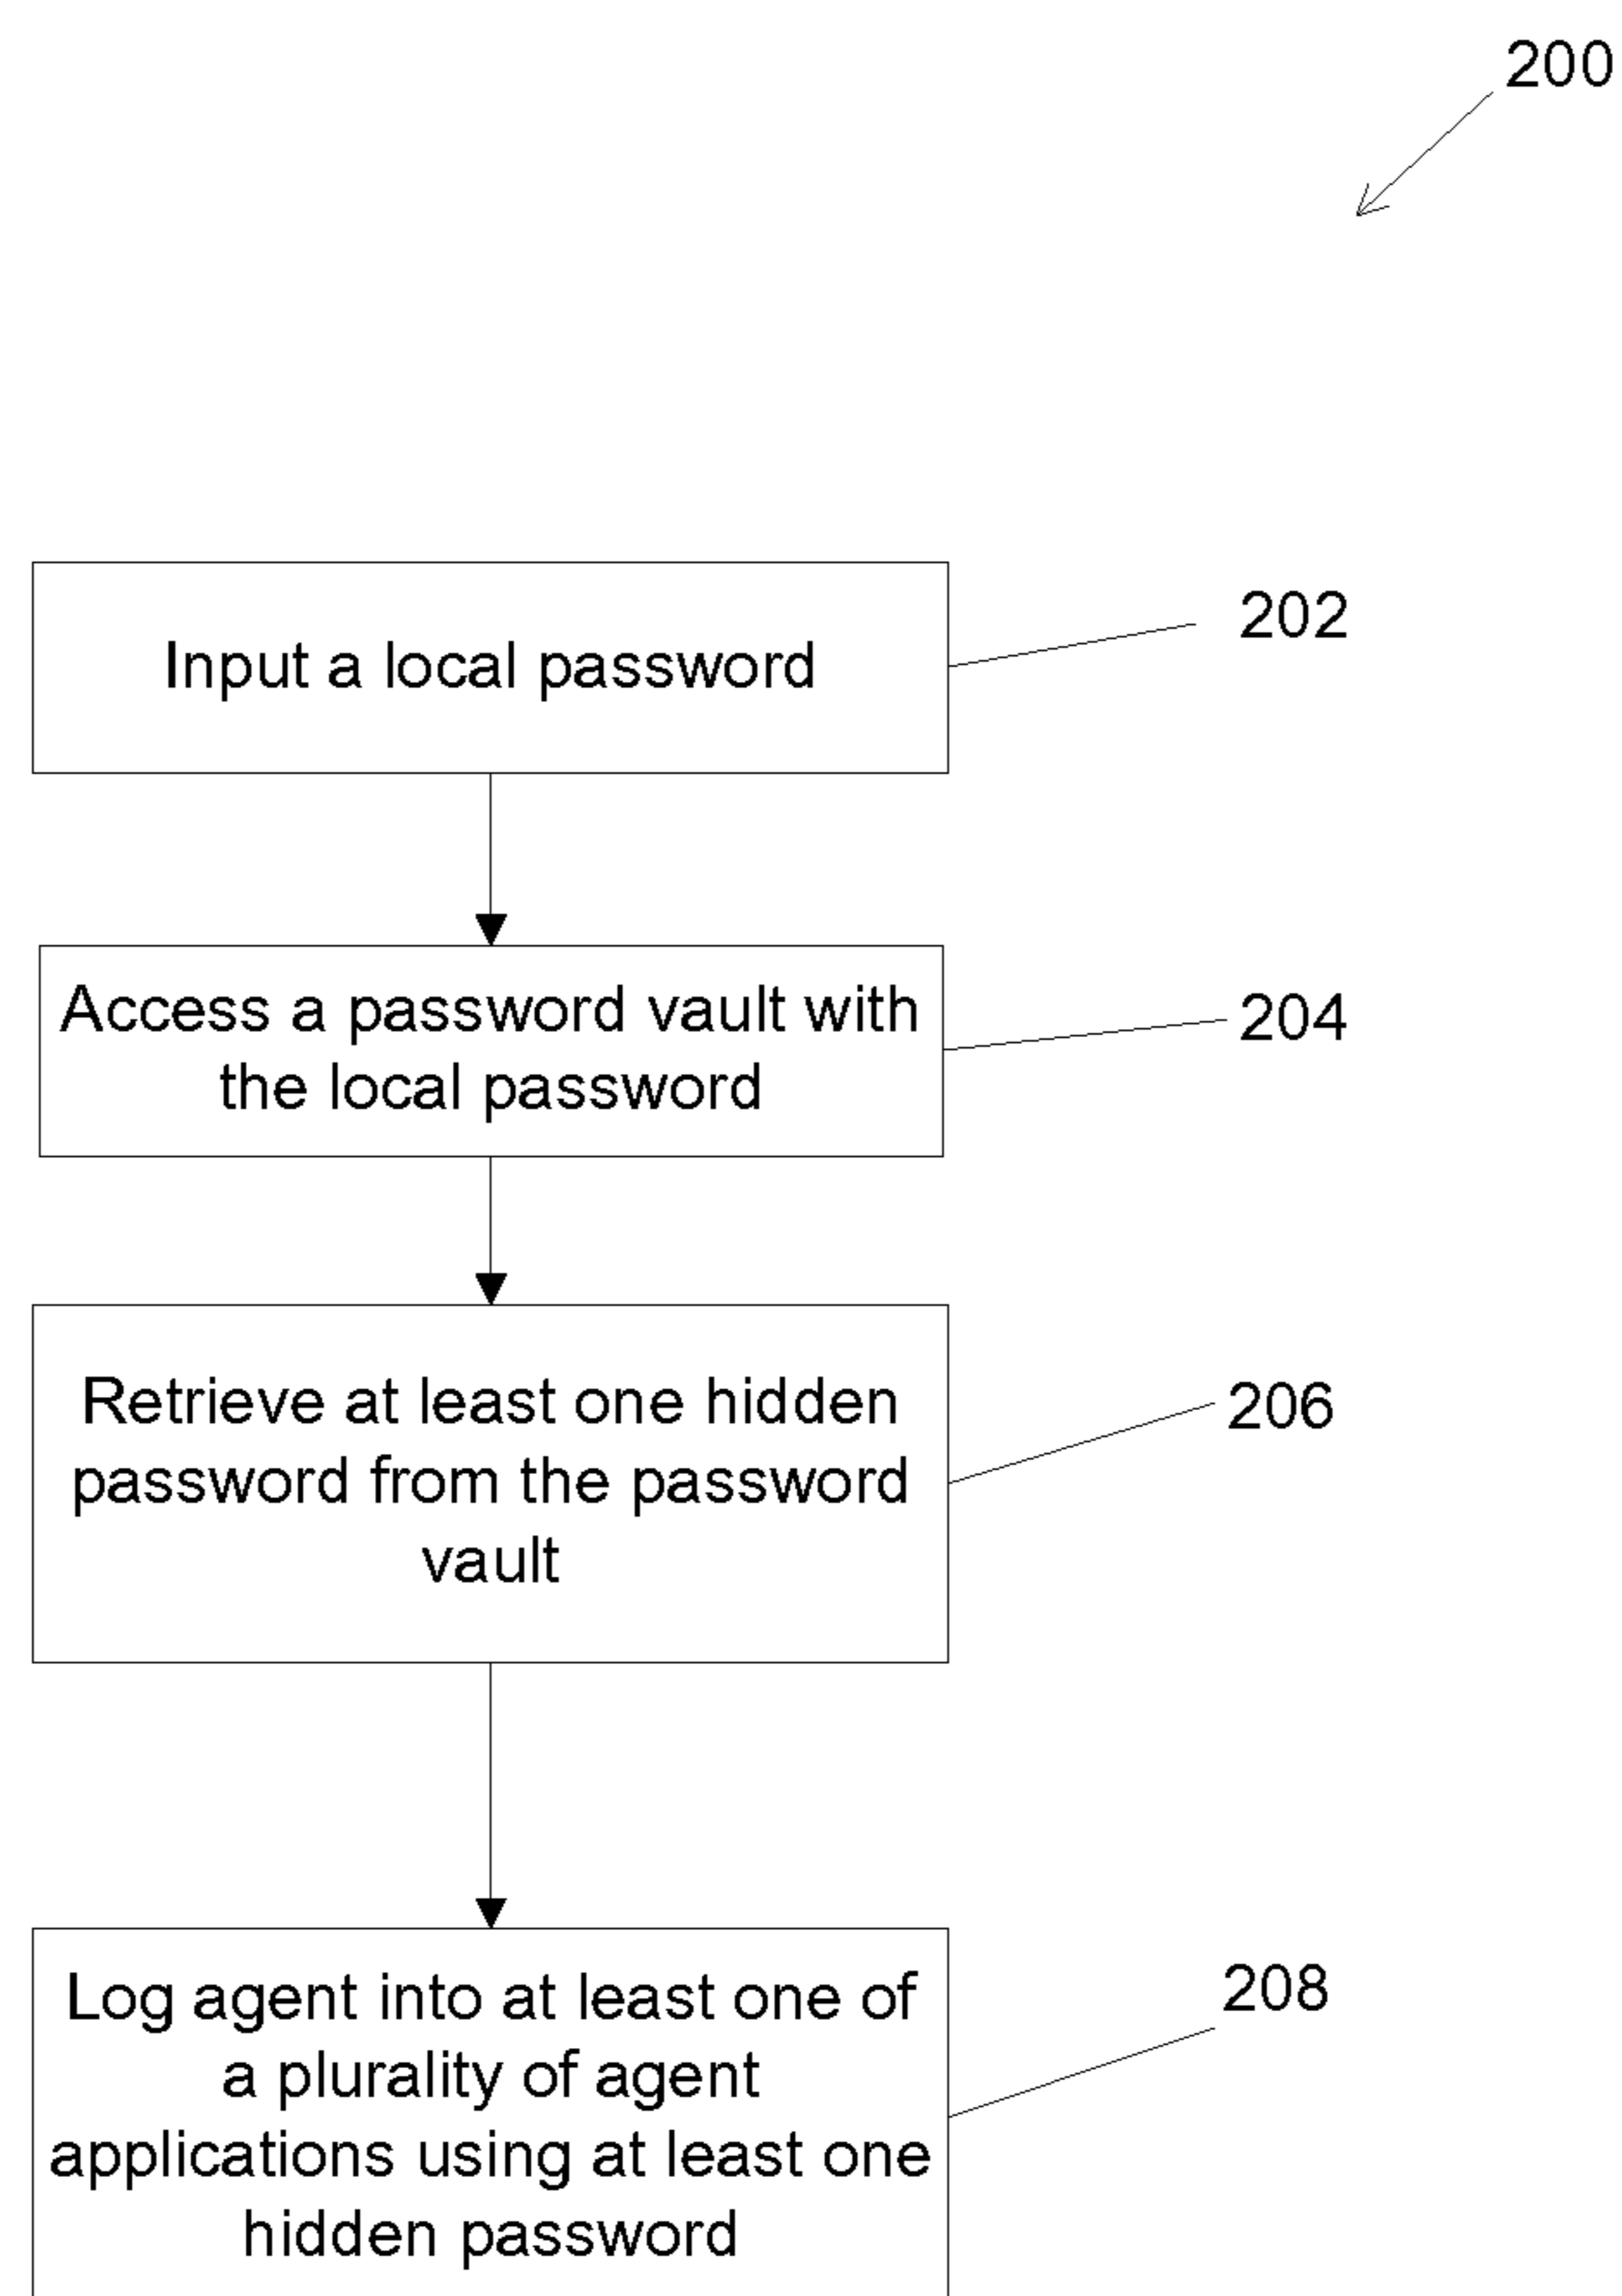 200
Input a local password
202
Access a password vault with
the local password
204
Retrieve at least one hidden
password from the password
vault
206
Log agent into at least one of
a plurality of agent
applications using at least one
hidden password
208